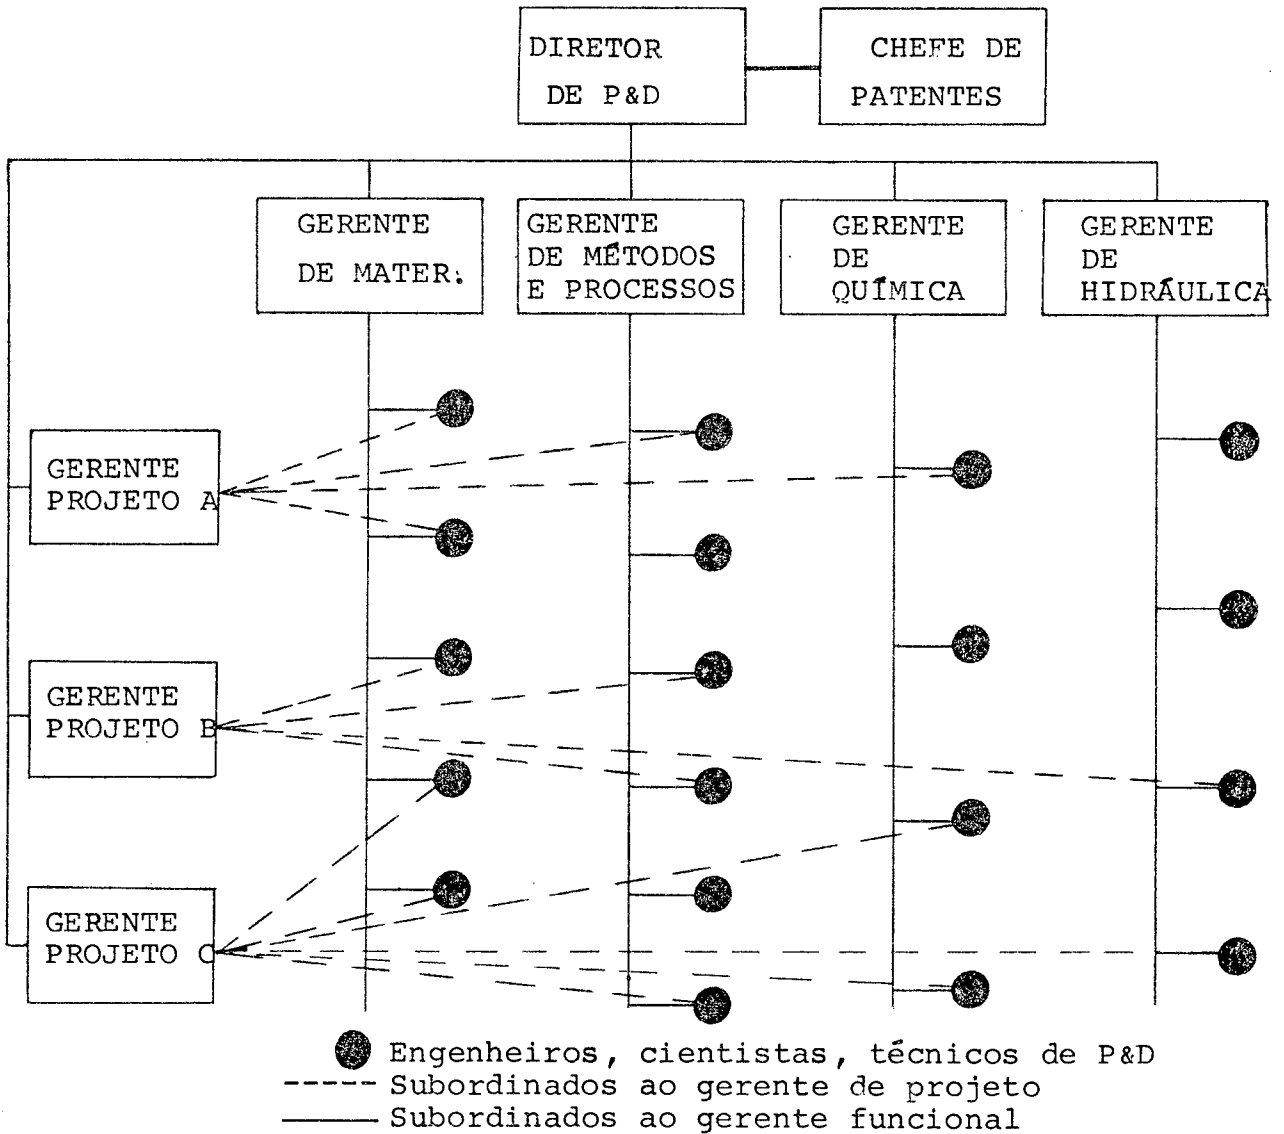 DIRETOR
DE P&D
CHEFE DE
PATENTES
GERENTE
DE MATER.
GERENTE
DE MÉTODOS
E PROCESSOS
GERENTE
DE
QUÍMICA
GERENTE
DE
HIDRÁULICA
GERENTE
PROJETO A
GERENTE
PROJETO B
GERENTE
PROJETO C
Engenheiros, cientistas, técnicos de P&D
Subordinados ao gerente de projeto
Subordinados ao gerente funcional